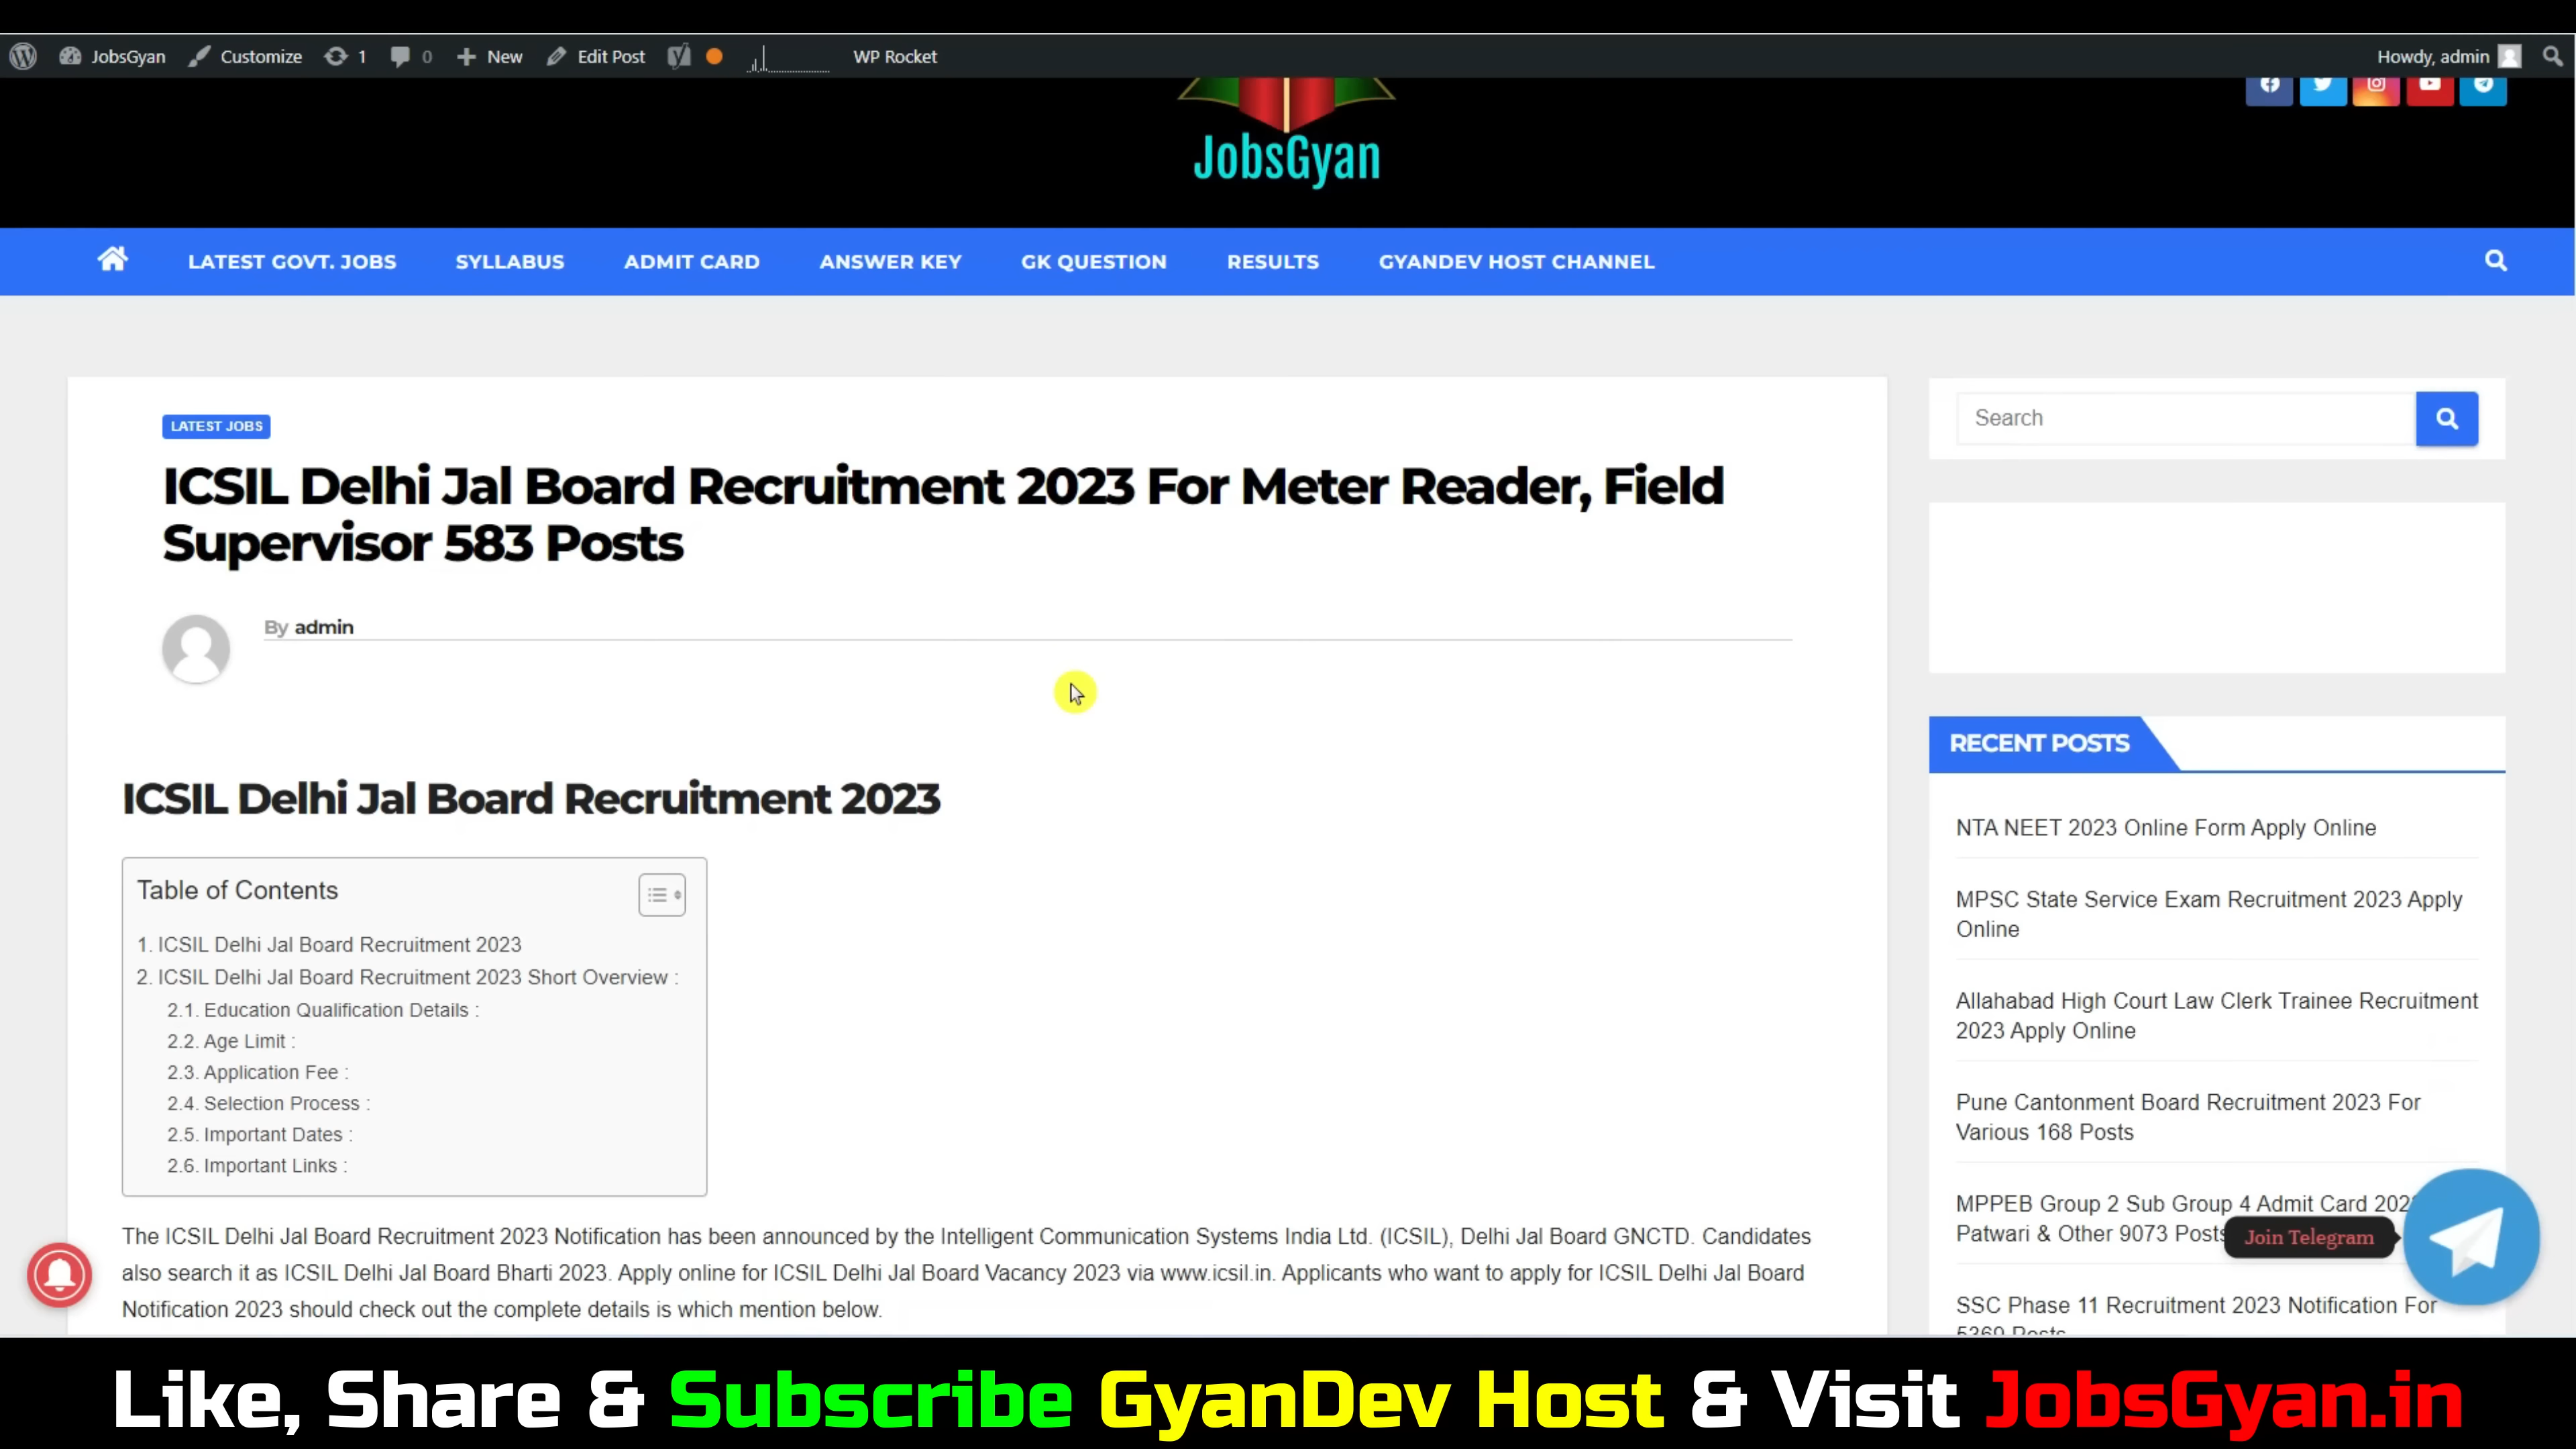 JobsGyan Customize 1 0 New Edit Post WP Rocket Howdy, admin
JobsGyan
LATEST GOVT. JOBS SYLLABUS ADMIT CARD ANSWER KEY GK QUESTION RESULTS GYANDEV HOST CHANNEL
LATEST JOBS
ICSIL Delhi Jal Board Recruitment 2023 For Meter Reader, Field
Supervisor 583 Posts
By admin
ICSIL Delhi Jal Board Recruitment 2023
Table of Contents
1. ICSIL Delhi Jal Board Recruitment 2023
2. ICSIL Delhi Jal Board Recruitment 2023 Short Overview :
2.1. Education Qualification Details :
2.2. Age Limit :
2.3. Application Fee :
2.4. Selection Process :
2.5. Important Dates :
2.6. Important Links :
The ICSIL Delhi Jal Board Recruitment 2023 Notification has been announced by the Intelligent Communication Systems India Ltd. (ICSIL), Delhi Jal Board GNCTD. Candidates
also search it as ICSIL Delhi Jal Board Bharti 2023. Apply online for ICSIL Delhi Jal Board Vacancy 2023 via www.icsil.in. Applicants who want to apply for ICSIL Delhi Jal Board
Notification 2023 should check out the complete details is which mention below.
Search
RECENT POSTS
NTA NEET 2023 Online Form Apply Online
MPSC State Service Exam Recruitment 2023 Apply
Online
Allahabad High Court Law Clerk Trainee Recruitment
2023 Apply Online
Pune Cantonment Board Recruitment 2023 For
Various 168 Posts
MPPEB Group 2 Sub Group 4 Admit Card
Patwari & Other 9073 Posts
Join Telegram
SSC Phase 11 Recruitment 2023 Notification For
5369 Posts
Like, Share & Subscribe GyanDev Host & Visit JobsGyan.in